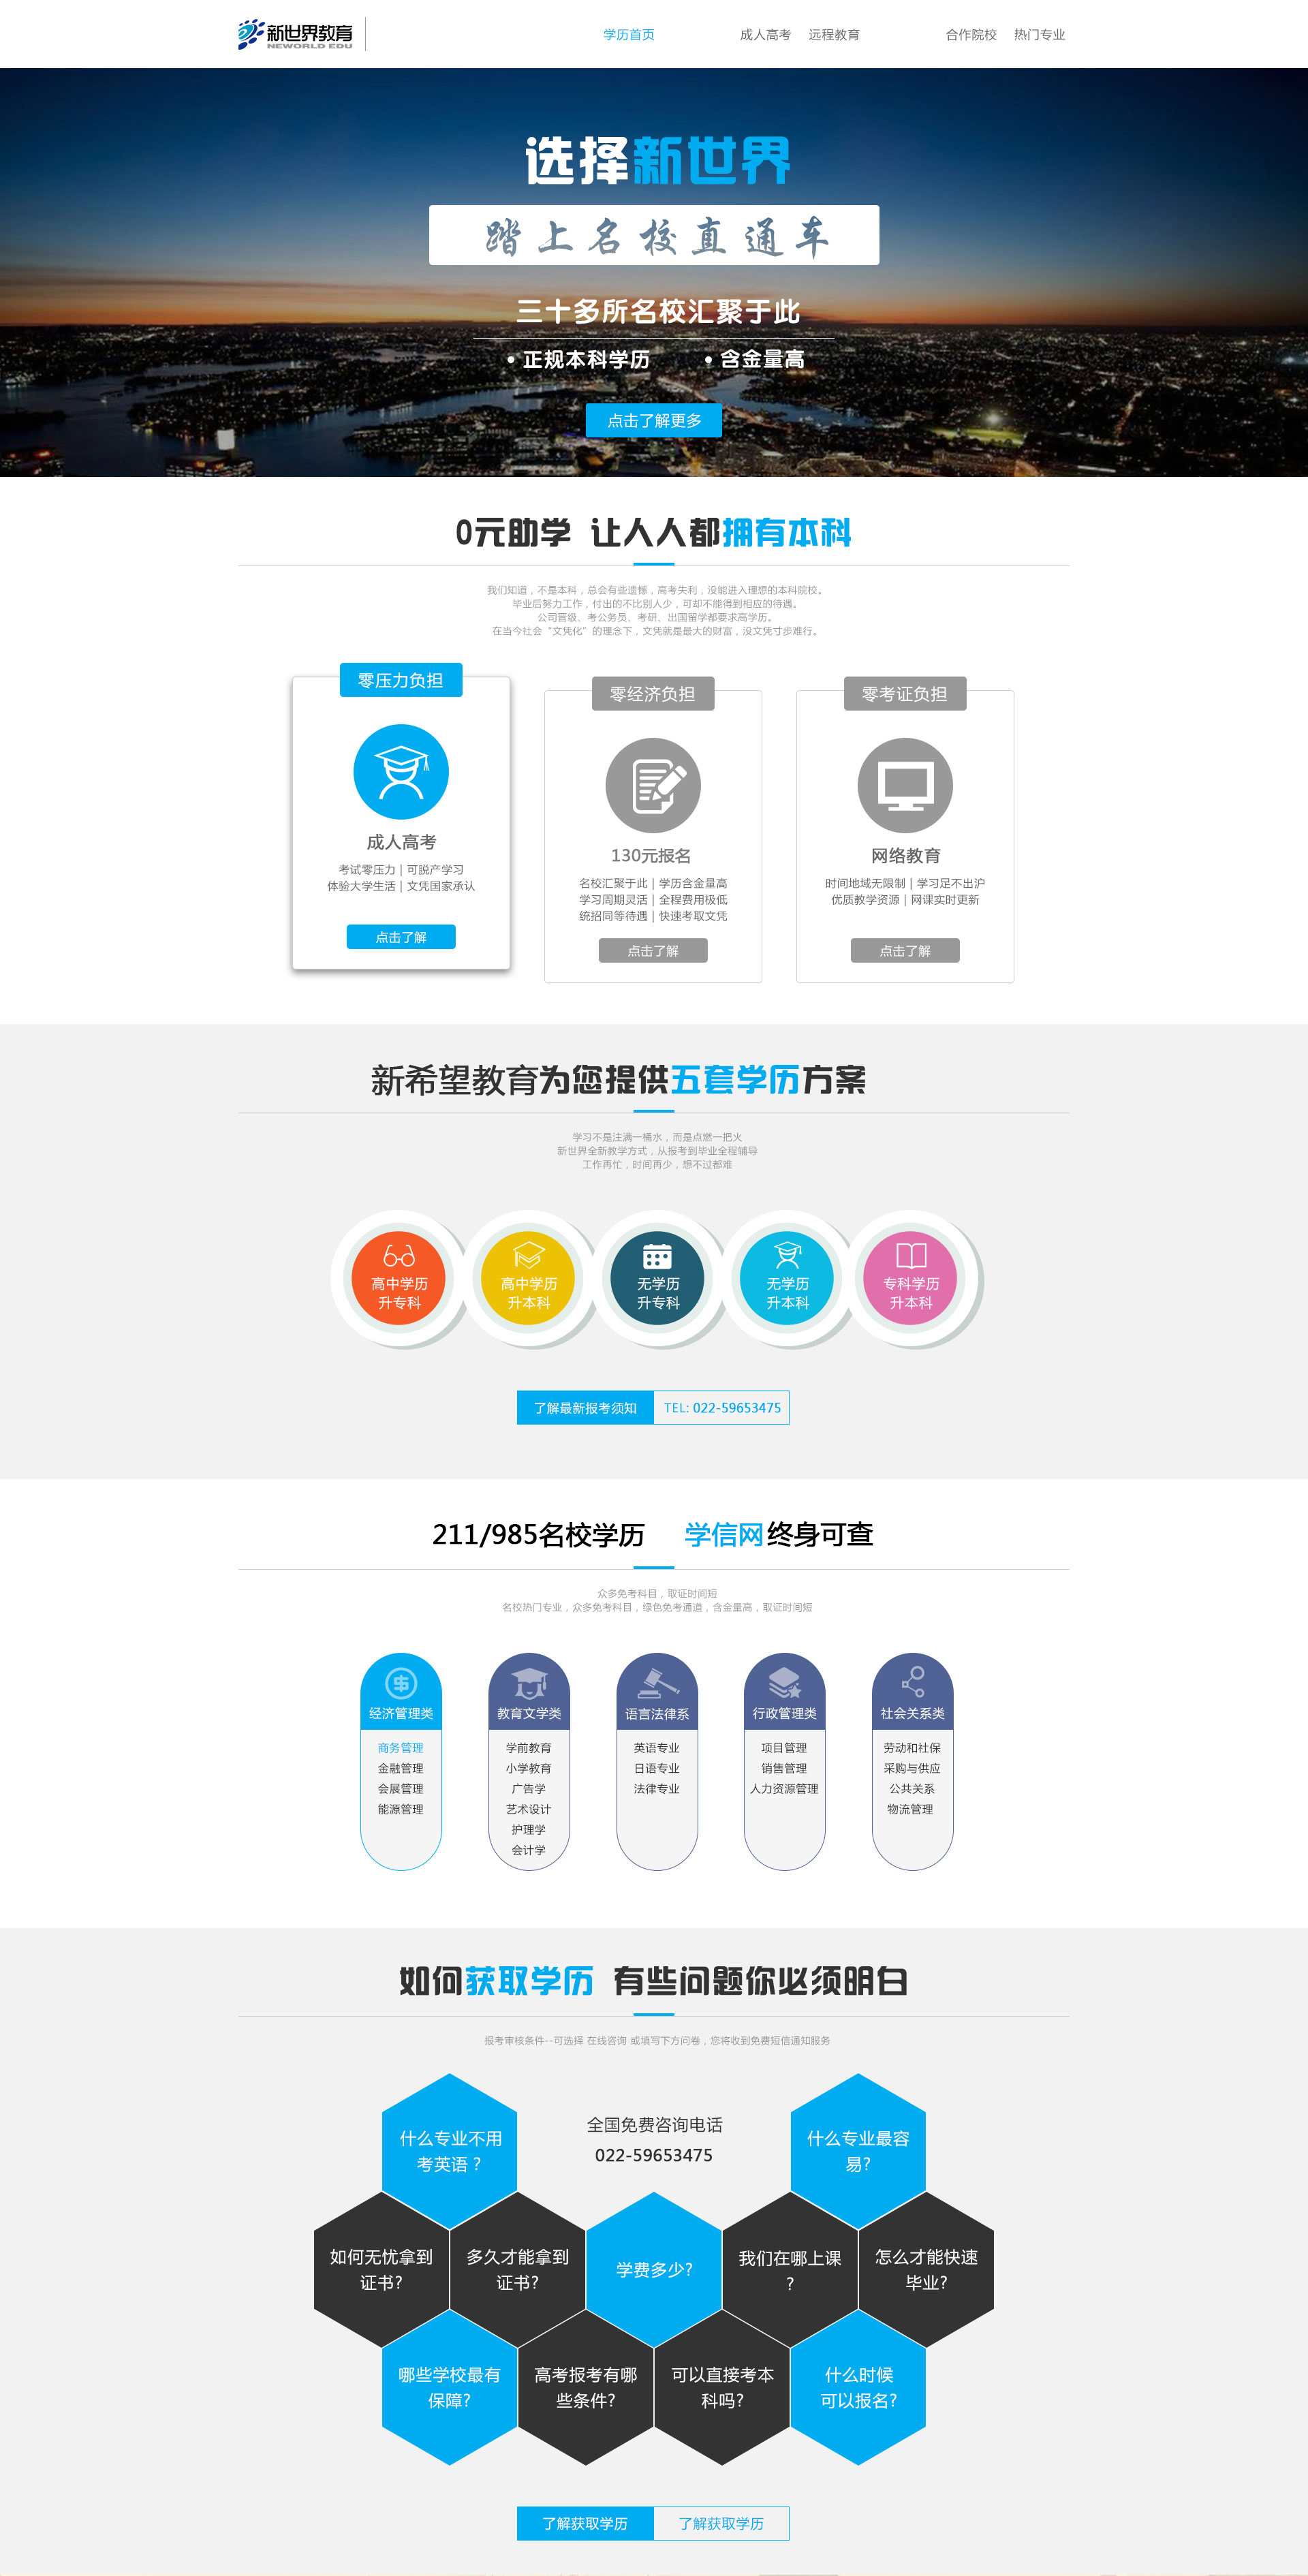 新世界教育
NEWORLD EDU
学历首页 成人高考 远程教育 合作院校 热门专业
选择新世界
踏上名校直通车
三十多所名校汇聚于此
• 正规本科学历 • 含金量高
点击了解更多
0元助学 让人人都拥有本科
我们知道，不是本科，总会有些遗憾，高考失利，没能进入理想的本科院校。
毕业后努力工作，付出的不比别人少，可却不能得到相应的待遇。
公司晋级、考公务员、考研、出国留学都要求高学历。
在当今社会“文凭化”的理念下，文凭就是最大的财富，没文凭寸步难行。
零压力负担
成人高考
考试零压力 | 可脱产学习
体验大学生活 | 文凭国家承认
点击了解
零经济负担
130元报名
名校汇聚于此 | 学历含金量高
学习周期灵活 | 全程费用极低
统招同等待遇 | 快速考取文凭
点击了解
零考证负担
网络教育
时间地域无限制 | 学习足不出沪
优质教学资源 | 网课实时更新
点击了解
新希望教育为您提供五套学历方案
学习不是注满一桶水，而是点燃一把火
新世界全新教学方式，从报考到毕业全程辅导
工作再忙，时间再少，想不过都难
高中学历
升专科
高中学历
升本科
无学历
升专科
无学历
升本科
专科学历
升本科
了解最新报考须知 TEL: 022-59653475
211/985名校学历 学信网终身可查
众多免考科目，取证时间短
名校热门专业，众多免考科目，绿色免考通道，含金量高，取证时间短
经济管理类
商务管理
金融管理
会展管理
能源管理
教育文学类
学前教育
小学教育
广告学
艺术设计
护理学
会计学
语言法律系
英语专业
日语专业
法律专业
行政管理类
项目管理
销售管理
人力资源管理
社会关系类
劳动和社保
采购与供应
公共关系
物流管理
如何获取学历 有些问题你必须明白
报考审核条件--可选择 在线咨询 或填写下方问卷，您将收到免费短信通知服务
什么专业不用
考英语？
全国免费咨询电话
022-59653475
什么专业最容
易?
如何无忧拿到
证书?
多久才能拿到
证书?
学费多少?
我们在哪上课
?
怎么才能快速
毕业?
哪些学校最有
保障?
高考报考有哪
些条件?
可以直接考本
科吗?
什么时候
可以报名?
了解获取学历 了解获取学历